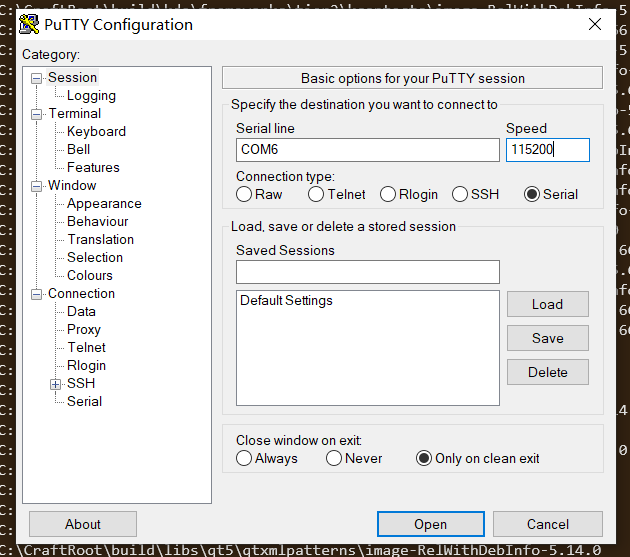 PuTTY Configuration
Category:
Session
Logging
Terminal
Keyboard
Bell
Features
Window
Appearance
Behaviour
Translation
Selection
Colours
Connection
Data
Proxy
Telnet
Rlogin
SSH
Serial
Basic options for your PuTTY session
Specify the destination you want to connect to
Serial line
Speed
COM6
115200
Connection type:
Raw
Telnet
Rlogin
SSH
Serial
Load, save or delete a stored session
Saved Sessions
Default Settings
Load
Save
Delete
Close window on exit:
Always
Never
Only on clean exit
About
Open
Cancel
C:\CraftRoot\build\libs\qt5\qtxmlpatterns\image-RelWithDebInfo-5.14.0